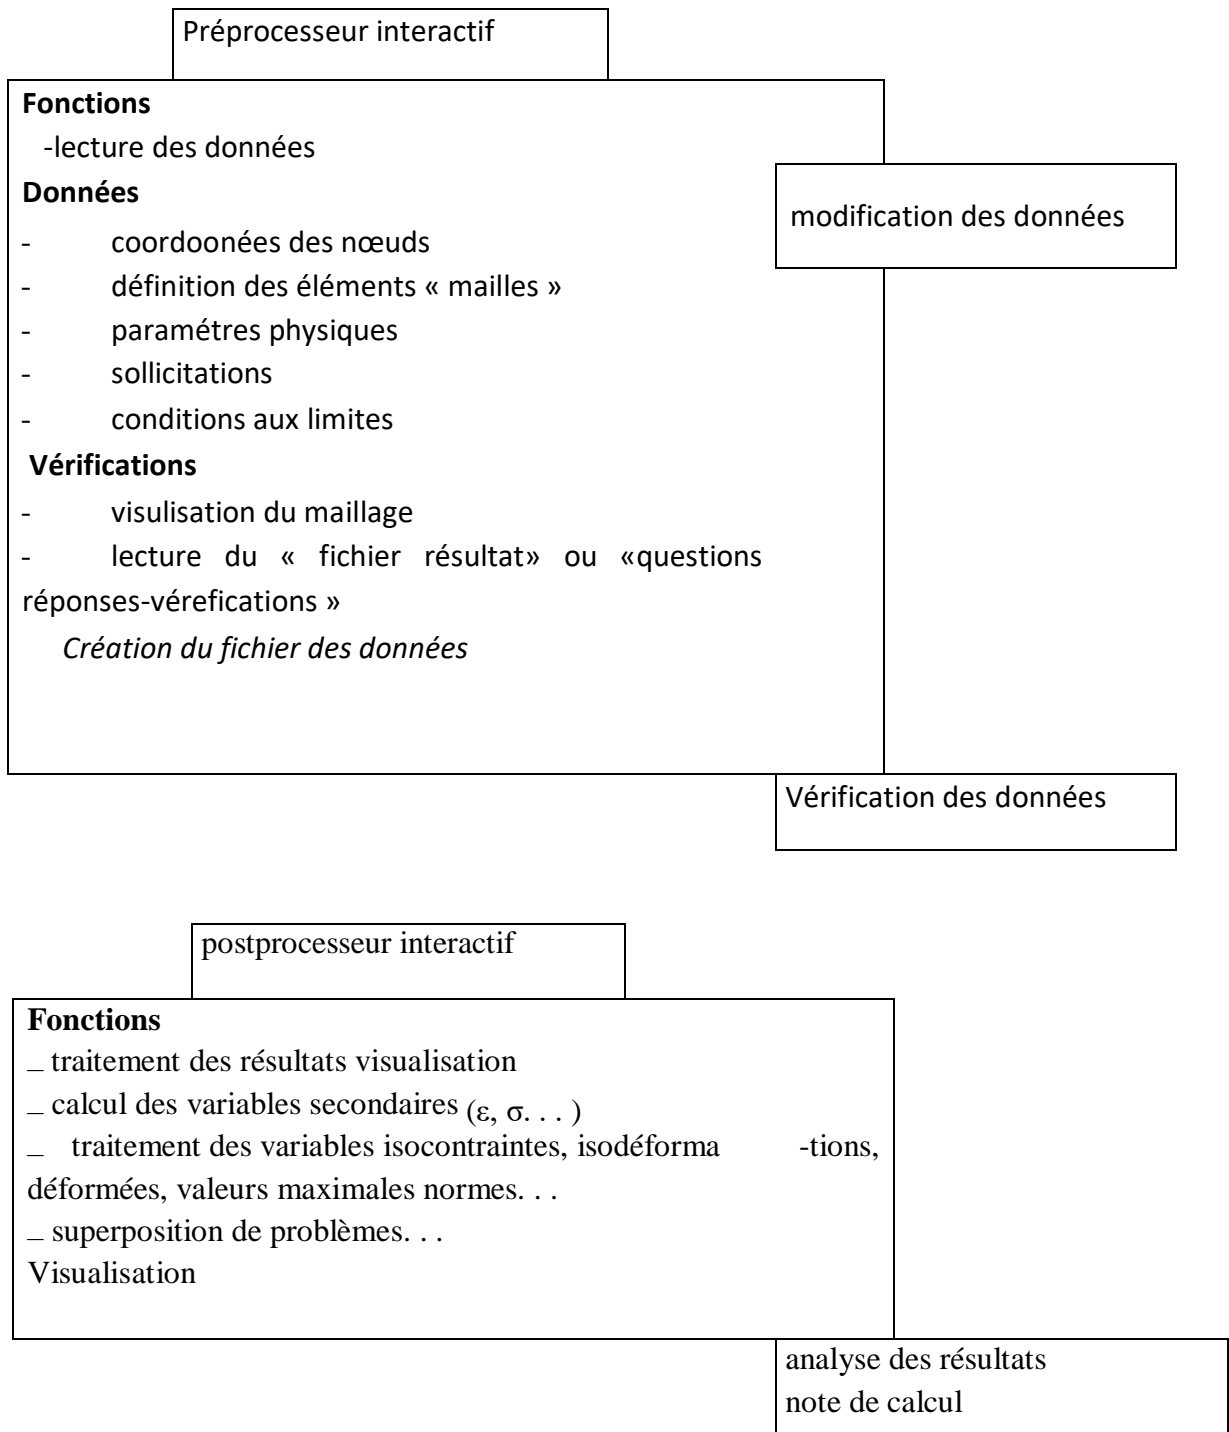 Préprocesseur interactif
Fonctions
-lecture des données
Données
modification des données
- coordoonées des nœuds
- définition des éléments « mailles »
- paramétres physiques
- sollicitations
- conditions aux limites
Vérifications
- visulisation du maillage
- lecture du « fichier résultat» ou «questions
réponses-vérefications »
Création du fichier des données
Vérification des données
postprocesseur interactif
Fonctions
_ traitement des résultats visualisation
_ calcul des variables secondaires (ε, σ. . . )
_ traitement des variables isocontraintes, isodéforma -tions,
déformées, valeurs maximales normes. . .
_ superposition de problèmes. . .
Visualisation
analyse des résultats
note de calcul